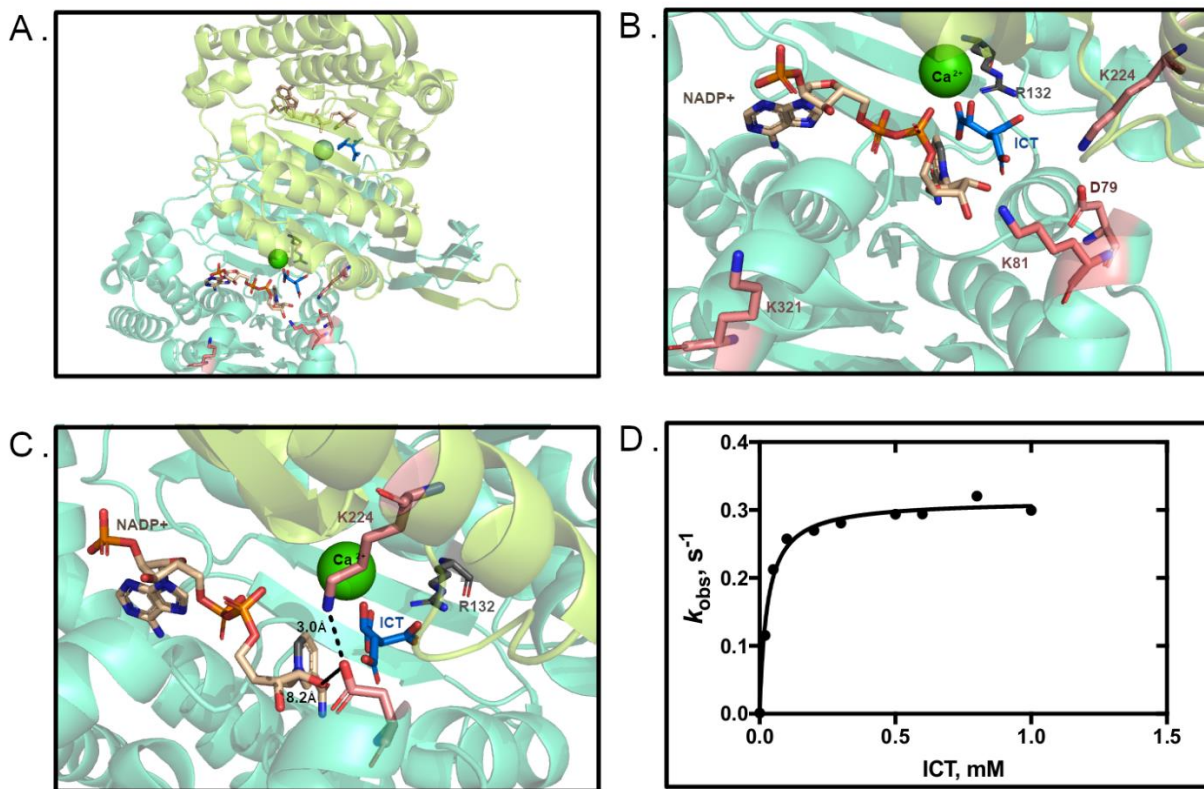 A .
B .
NADP+
Ca²⁺
R132
K224
ICT
D79
K81
K321
C .
NADP+
K224
Ca²⁺
R132
3.0Å
ICT
8.2Å
D .
0.4
0.3
0.2
0.1
0.0
kobs, s⁻¹
0.0 0.5 1.0 1.5
ICT, mM